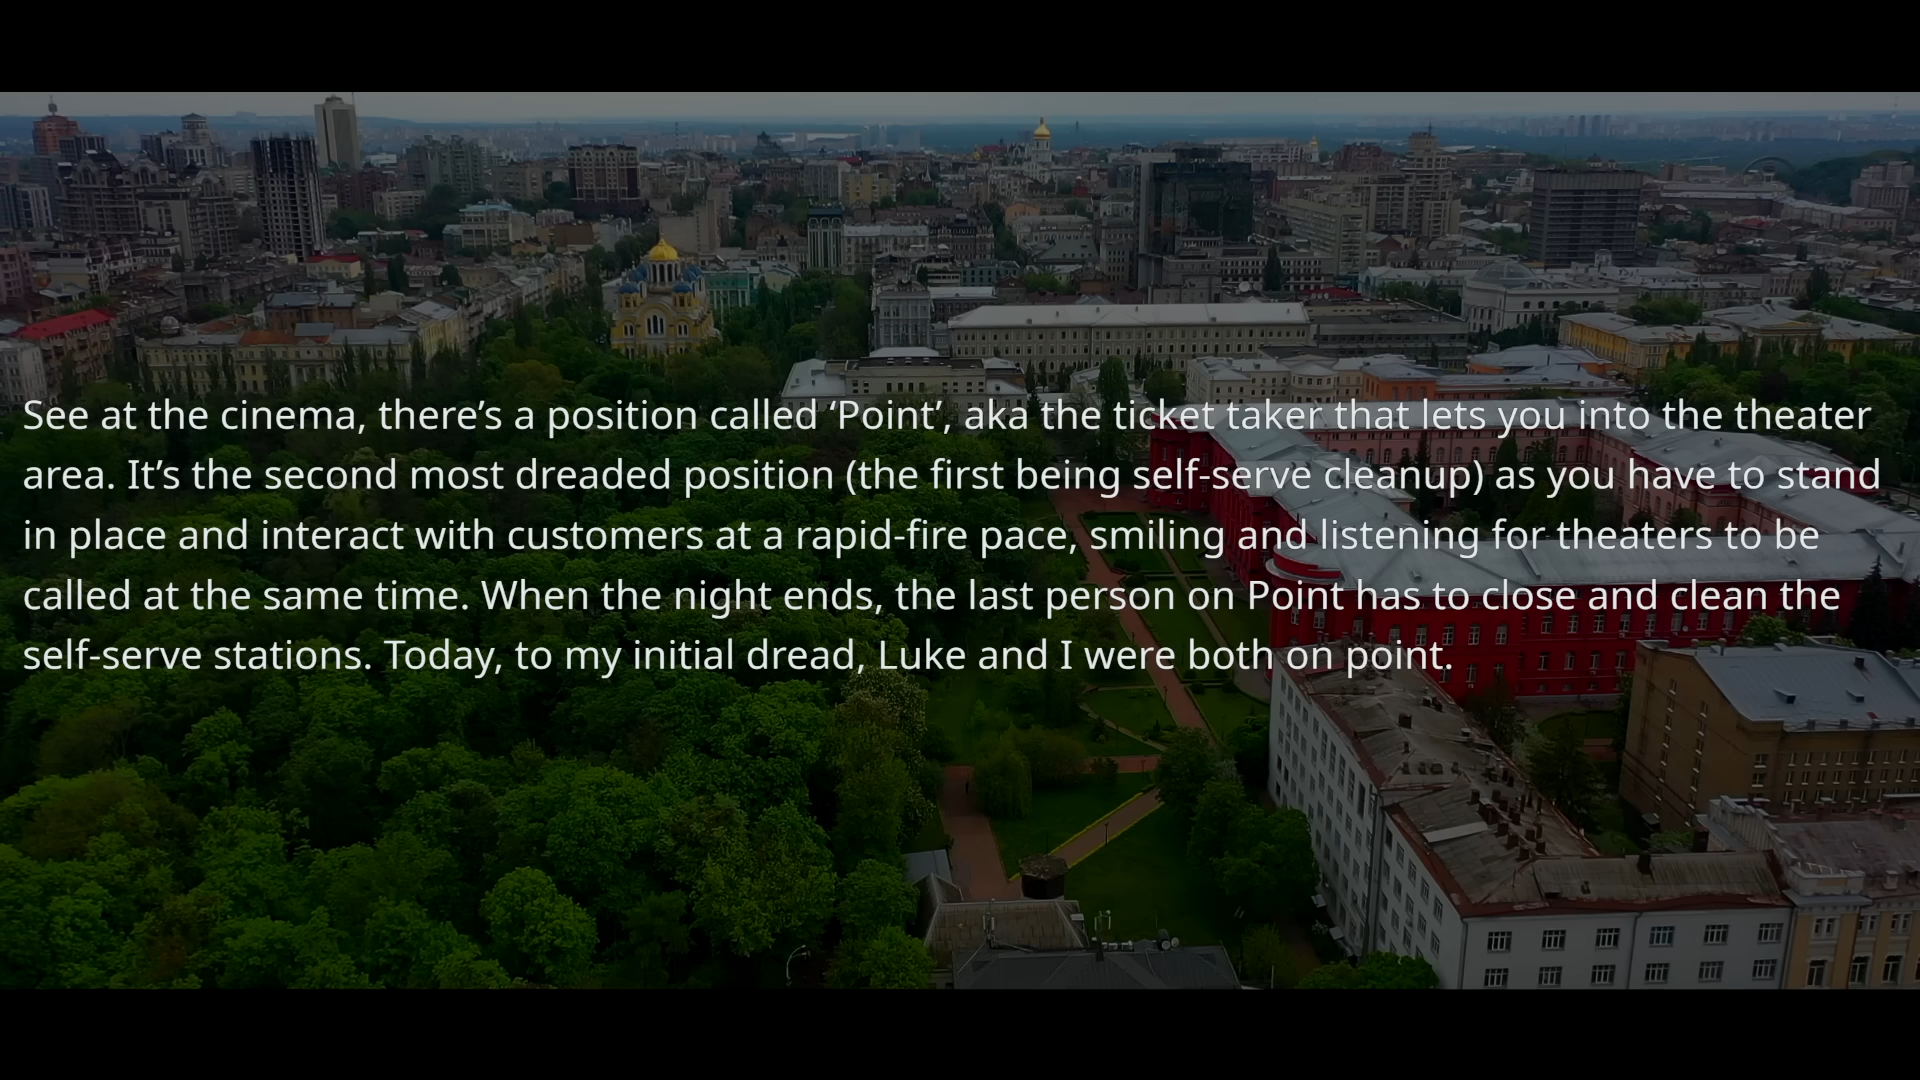 See at the cinema, there’s a position called ‘Point’, aka the ticket taker that lets you into the theater
area. It’s the second most dreaded position (the first being self-serve cleanup) as you have to stand
in place and interact with customers at a rapid-fire pace, smiling and listening for theaters to be
called at the same time. When the night ends, the last person on Point has to close and clean the
self-serve stations. Today, to my initial dread, Luke and I were both on point.